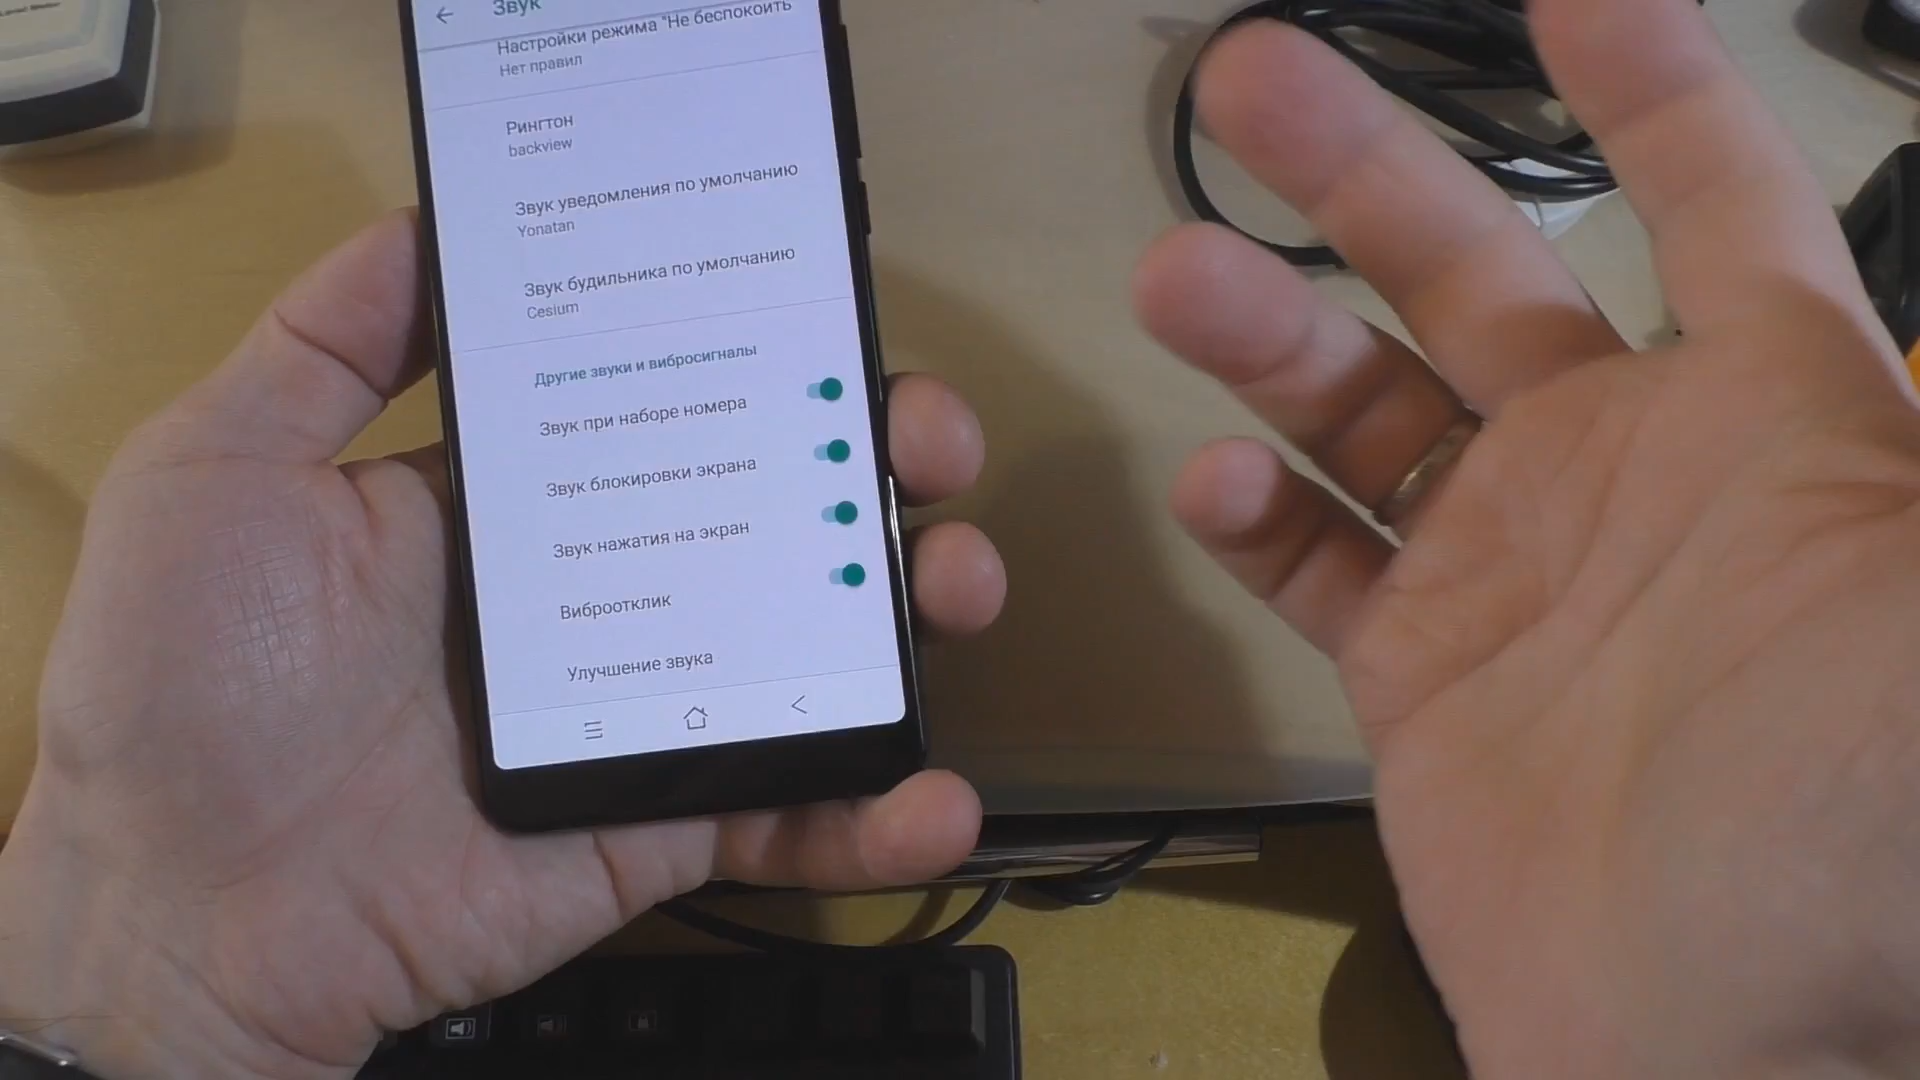 Звук
Настройки режима "Не беспокоить
Нет правил
Рингтон
backview
Звук уведомления по умолчанию
Yonatan
Звук будильника по умолчанию
Cesium
Другие звуки и вибросигналы
Звук при наборе номера
Звук блокировки экрана
Звук нажатия на экран
Виброотклик
Улучшение звука